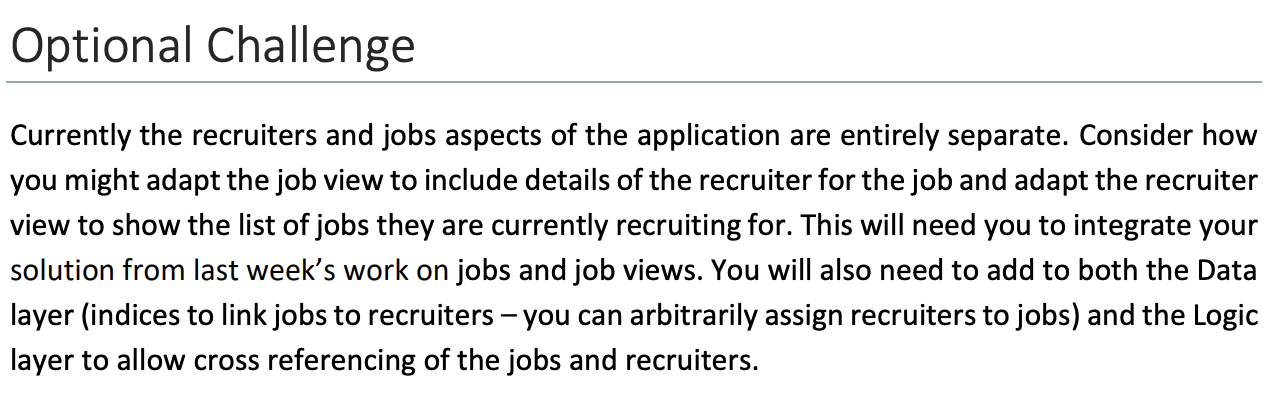 Optional Challenge
Currently the recruiters and jobs aspects of the application are entirely separate. Consider how
you might adapt the job view to include details of the recruiter for the job and adapt the recruiter
view to show the list of jobs they are currently recruiting for. This will need you to integrate your
solution from last week’s work on jobs and job views. You will also need to add to both the Data
layer (indices to link jobs to recruiters – you can arbitrarily assign recruiters to jobs) and the Logic
layer to allow cross referencing of the jobs and recruiters.